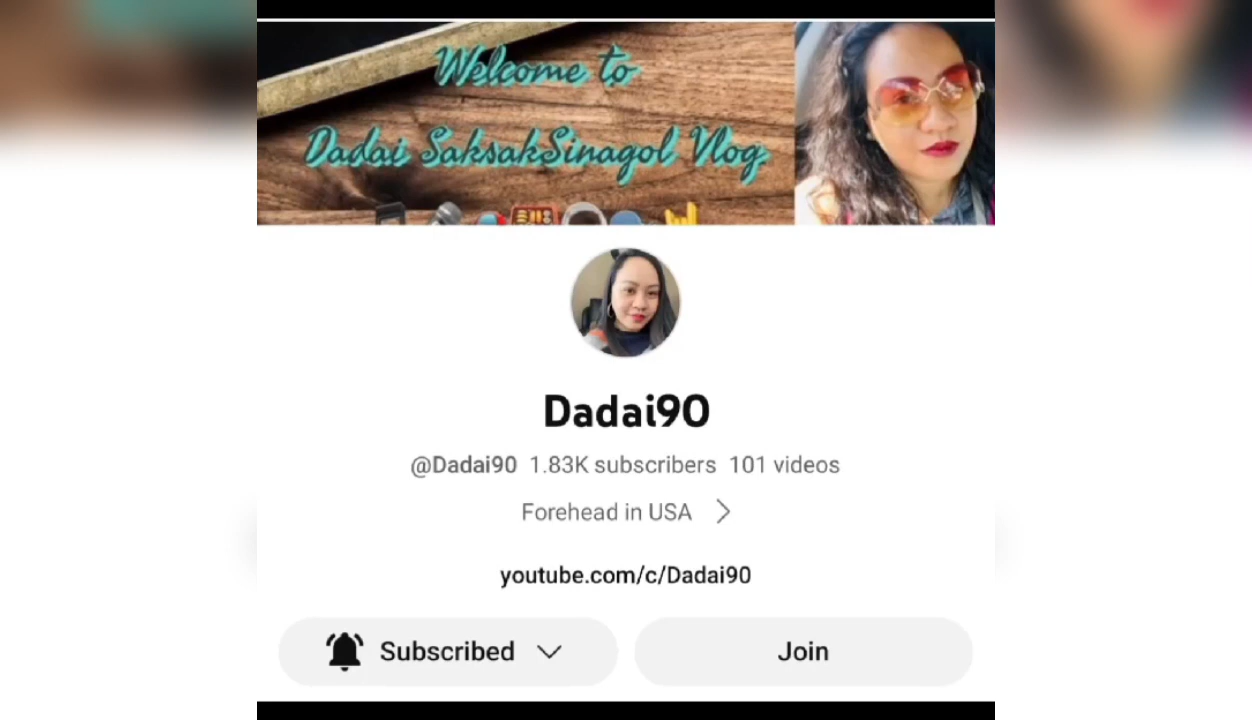 Welcome to
Dadai SaksakSinagol Vlog
Dadai90
@Dadai90 1.83K subscribers 101 videos
Forehead in USA
youtube.com/c/Dadai90
Subscribed
Join